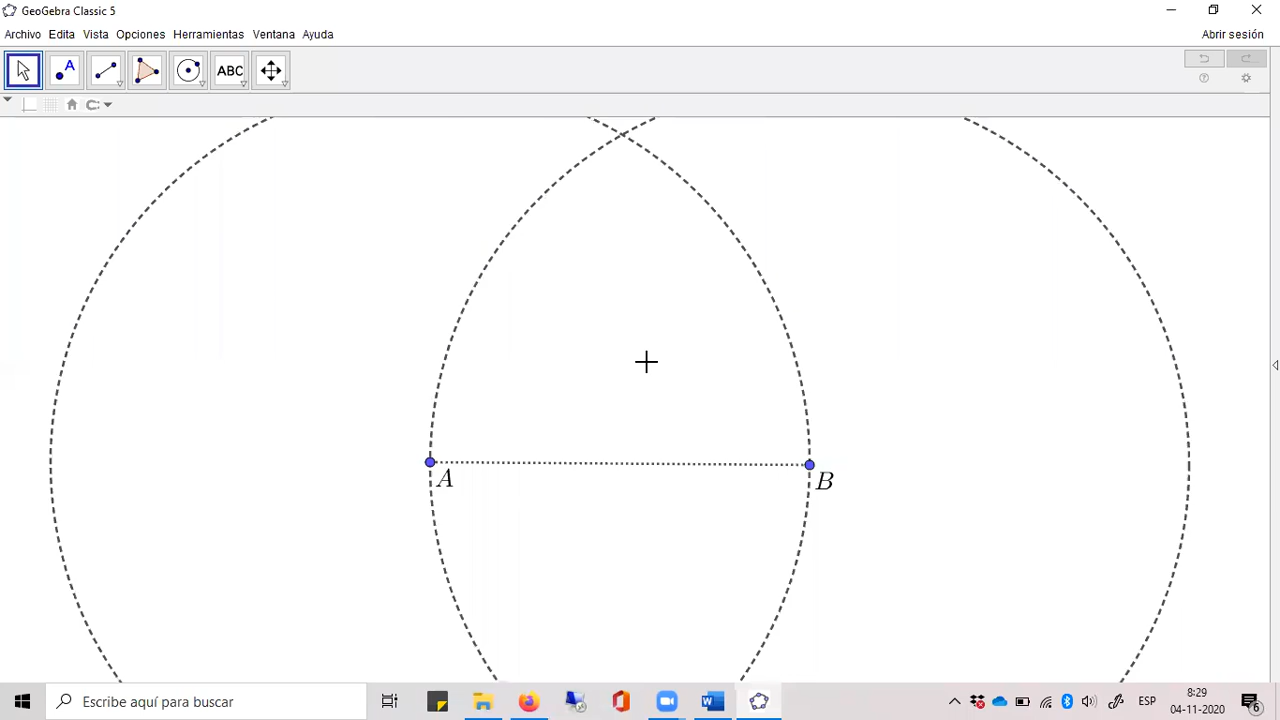 GeoGebra Classic 5
Archivo Edita Vista Opciones Herramientas Ventana Ayuda
Abrir sesión
A
ABC
A
B
Escribe aquí para buscar
W
ESP
8:29
04-11-2020
6